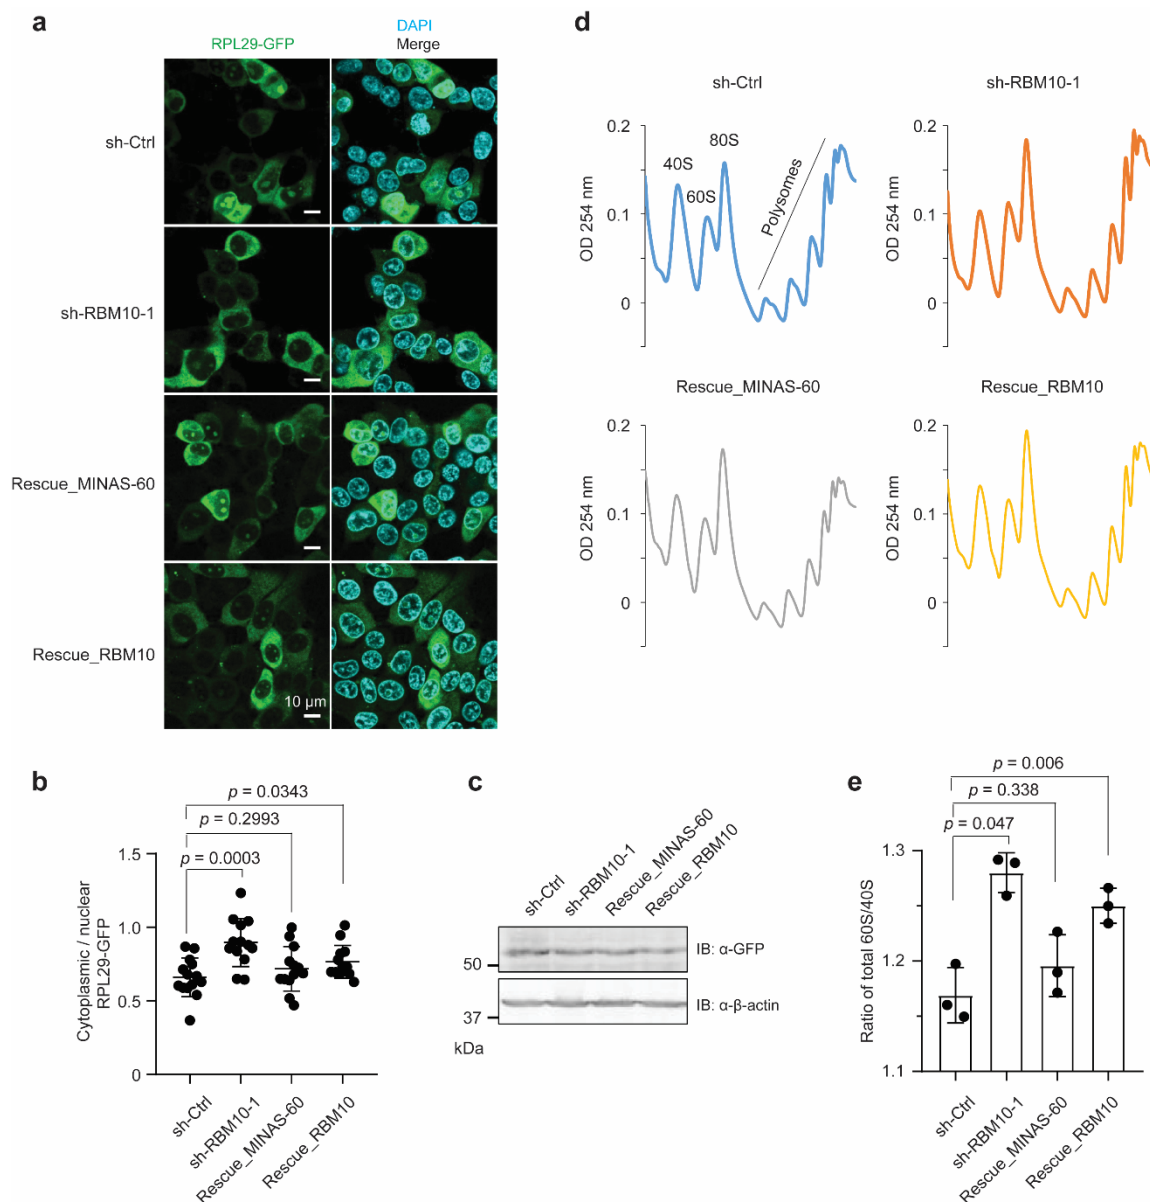 a
RPL29-GFP
DAPI
Merge
sh-Ctrl
sh-RBM10-1
Rescue_MINAS-60
Rescue_RBM10
10 µm
b
p = 0.0343
p = 0.2993
p = 0.0003
1.5
1.0
0.5
0
Cytoplasmic / nuclear
RPL29-GFP
sh-Ctrl
sh-RBM10-1
Rescue_MINAS-60
Rescue_RBM10
c
sh-Ctrl
sh-RBM10-1
Rescue_MINAS-60
Rescue_RBM10
50
37
kDa
IB: α-GFP
IB: α-β-actin
d
sh-Ctrl
0.2
0.1
0
OD 254 nm
40S
60S
80S
Polysomes
sh-RBM10-1
0.2
0.1
0
OD 254 nm
Rescue_MINAS-60
0.2
0.1
0
OD 254 nm
Rescue_RBM10
0.2
0.1
0
OD 254 nm
e
p = 0.006
p = 0.338
p = 0.047
1.3
1.2
1.1
Ratio of total 60S/40S
sh-Ctrl
sh-RBM10-1
Rescue_MINAS-60
Rescue_RBM10